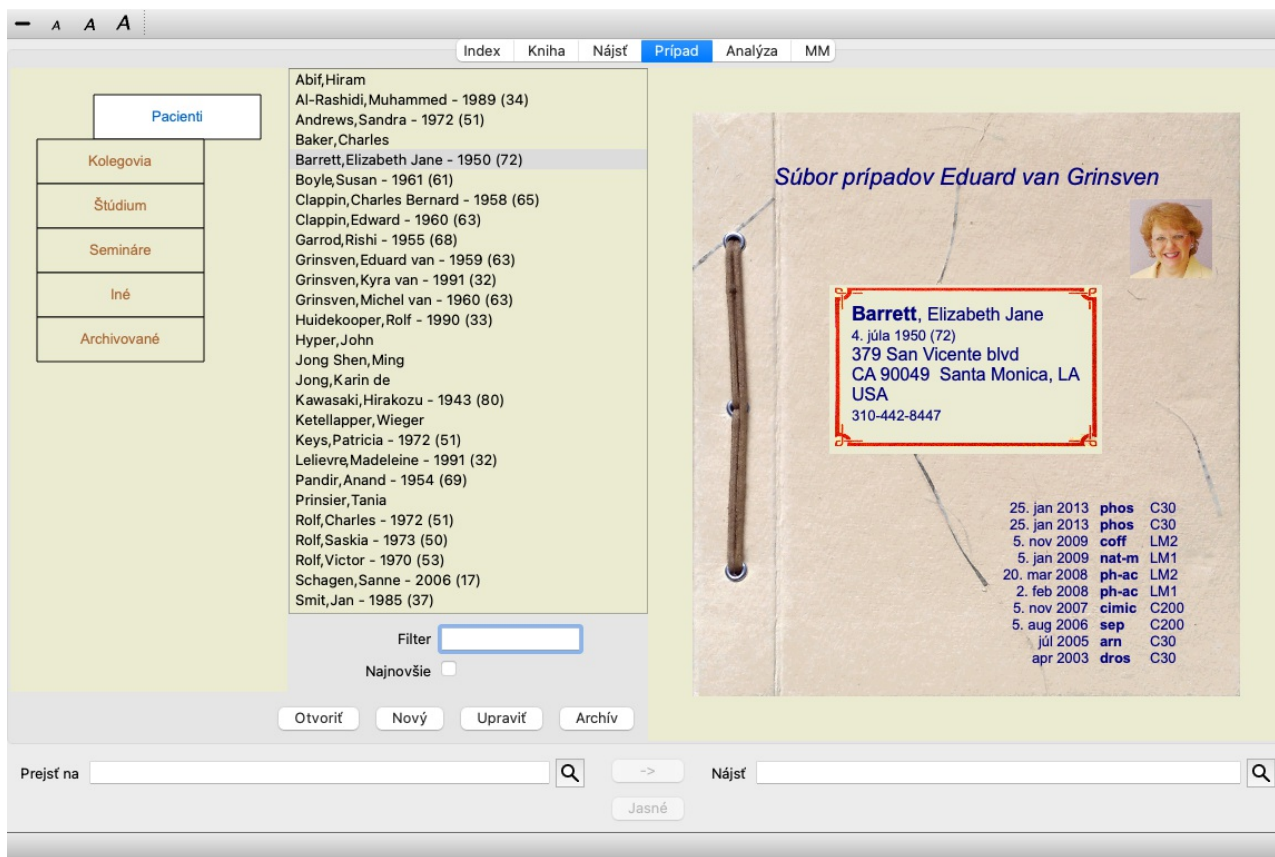 A A A
Index Kniha Nájsť Prípad Analýza MM
Pacienti
Kolegovia
Štúdium
Semináre
Iné
Archivované
Abif,Hiram
Al-Rashidi,Muhammed - 1989 (34)
Andrews,Sandra - 1972 (51)
Baker,Charles
Barrett,Elizabeth Jane - 1950 (72)
Boyle,Susan - 1961 (61)
Clappin,Charles Bernard - 1958 (65)
Clappin,Edward - 1960 (63)
Garrod,Rishi - 1955 (68)
Grinsven,Eduard van - 1959 (63)
Grinsven,Kyra van - 1991 (32)
Grinsven,Michel van - 1960 (63)
Huidekooper,Rolf - 1990 (33)
Hyper,John
Jong Shen,Ming
Jong,Karin de
Kawasaki,Hirakozu - 1943 (80)
Ketellapper,Wieger
Keys,Patricia - 1972 (51)
Lelievre,Madeleine - 1991 (32)
Pandir,Anand - 1954 (69)
Prinsier,Tania
Rolf,Charles - 1972 (51)
Rolf,Saskia - 1973 (50)
Rolf,Victor - 1970 (53)
Schagen,Sanne - 2006 (17)
Smit,Jan - 1985 (37)
Filter
Najnovšie
Otvoriť Nový Upraviť Archív
Súbor prípadov Eduard van Grinsven
Barrett, Elizabeth Jane
4. júla 1950 (72)
379 San Vicente blvd
CA 90049 Santa Monica, LA
USA
310-442-8447
25. jan 2013 phos C30
25. jan 2013 phos C30
5. nov 2009 coff LM2
5. jan 2009 nat-m LM1
20. mar 2008 ph-ac LM2
2. feb 2008 ph-ac LM1
5. nov 2007 cimic C200
5. aug 2006 sep C200
júl 2005 arn C30
apr 2003 dros C30
Prejsť na -> Nájsť
Jasné